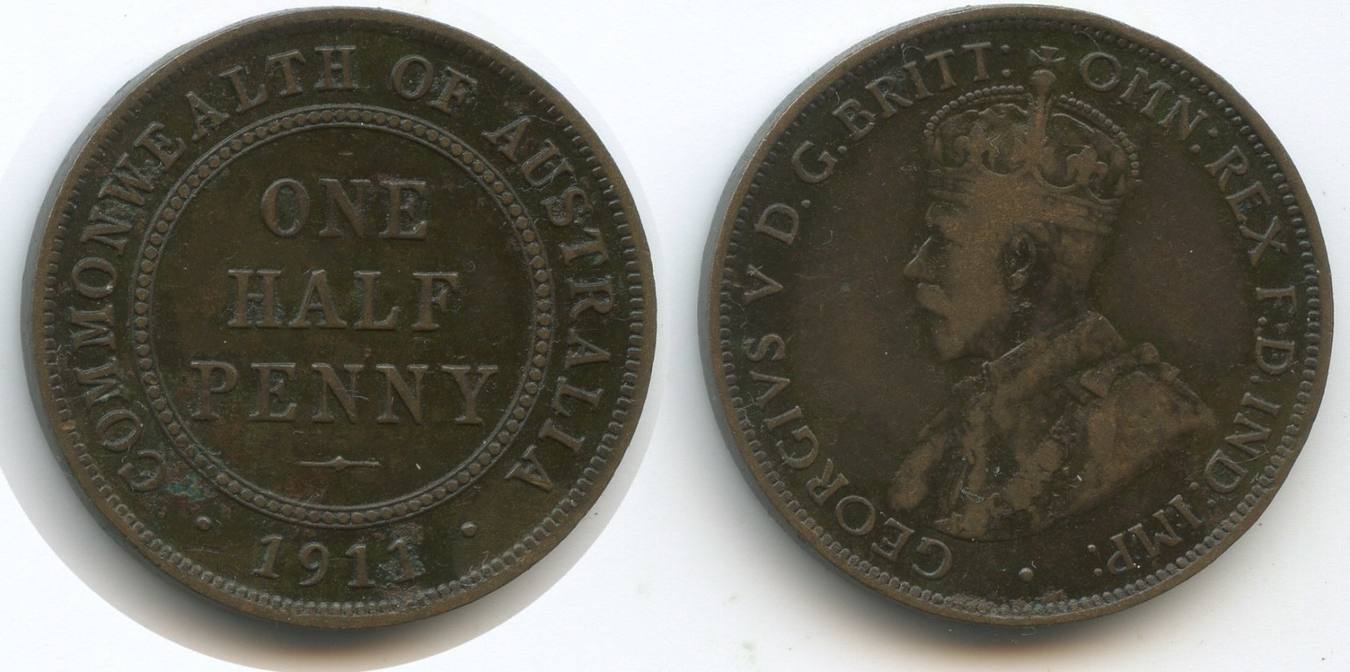 COMMONWEALTH OF AUSTRALIA
ONE
HALF
PENNY
· 1911 ·
GEORGIVS V D. G. BRITT: OMN: REX F.D. IND: IMP: